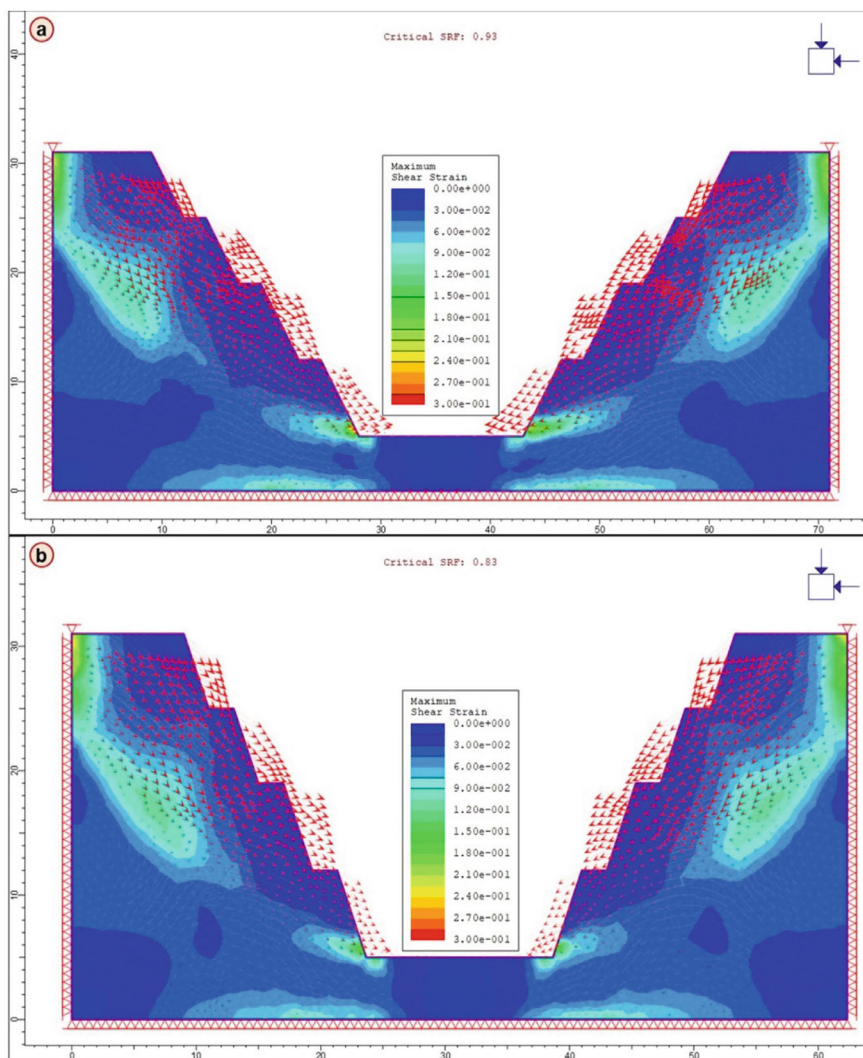 a
Critical SRF: 0.93
40
30
20
10
0
Maximum
Shear Strain
0.00e+000
3.00e-002
6.00e-002
9.00e-002
1.20e-001
1.50e-001
1.80e-001
2.10e-001
2.40e-001
2.70e-001
3.00e-001
0 10 20 30 40 50 60 70
b
Critical SRF: 0.83
30
20
10
0
Maximum
Shear Strain
0.00e+000
3.00e-002
6.00e-002
9.00e-002
1.20e-001
1.50e-001
1.80e-001
2.10e-001
2.40e-001
2.70e-001
3.00e-001
0 10 20 30 40 50 60